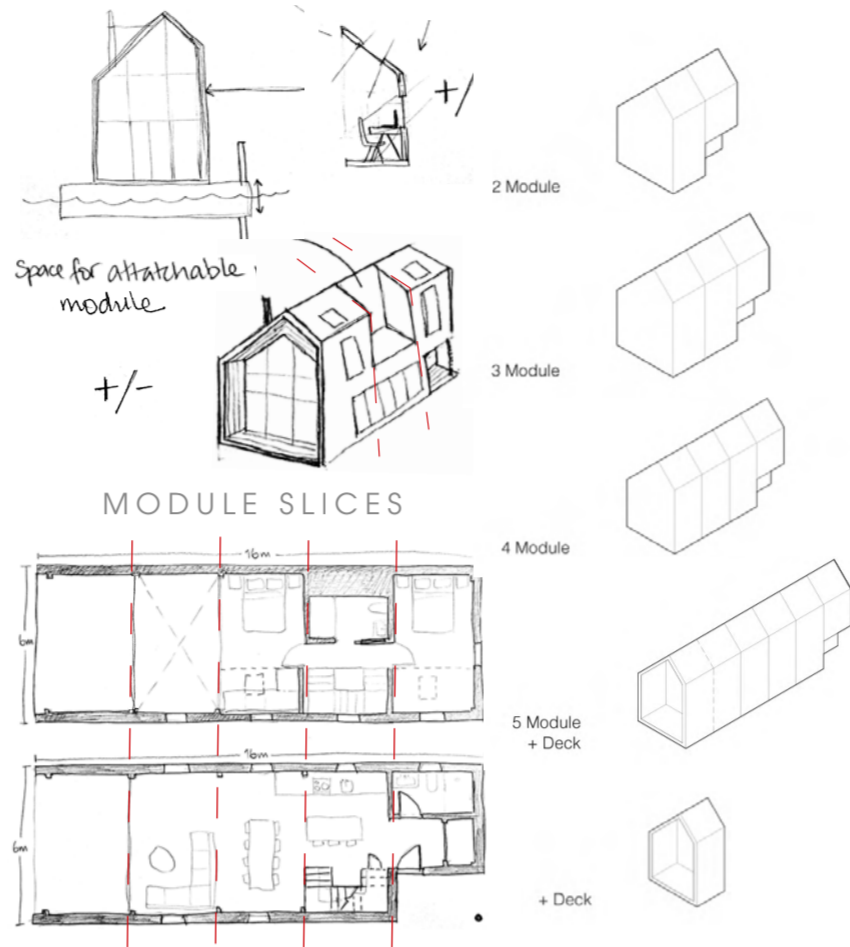 +/
2 Module
Space for attatchable
module
+/-
3 Module
MODULE SLICES
4 Module
16m
6m
5 Module
+ Deck
16m
6m
+ Deck